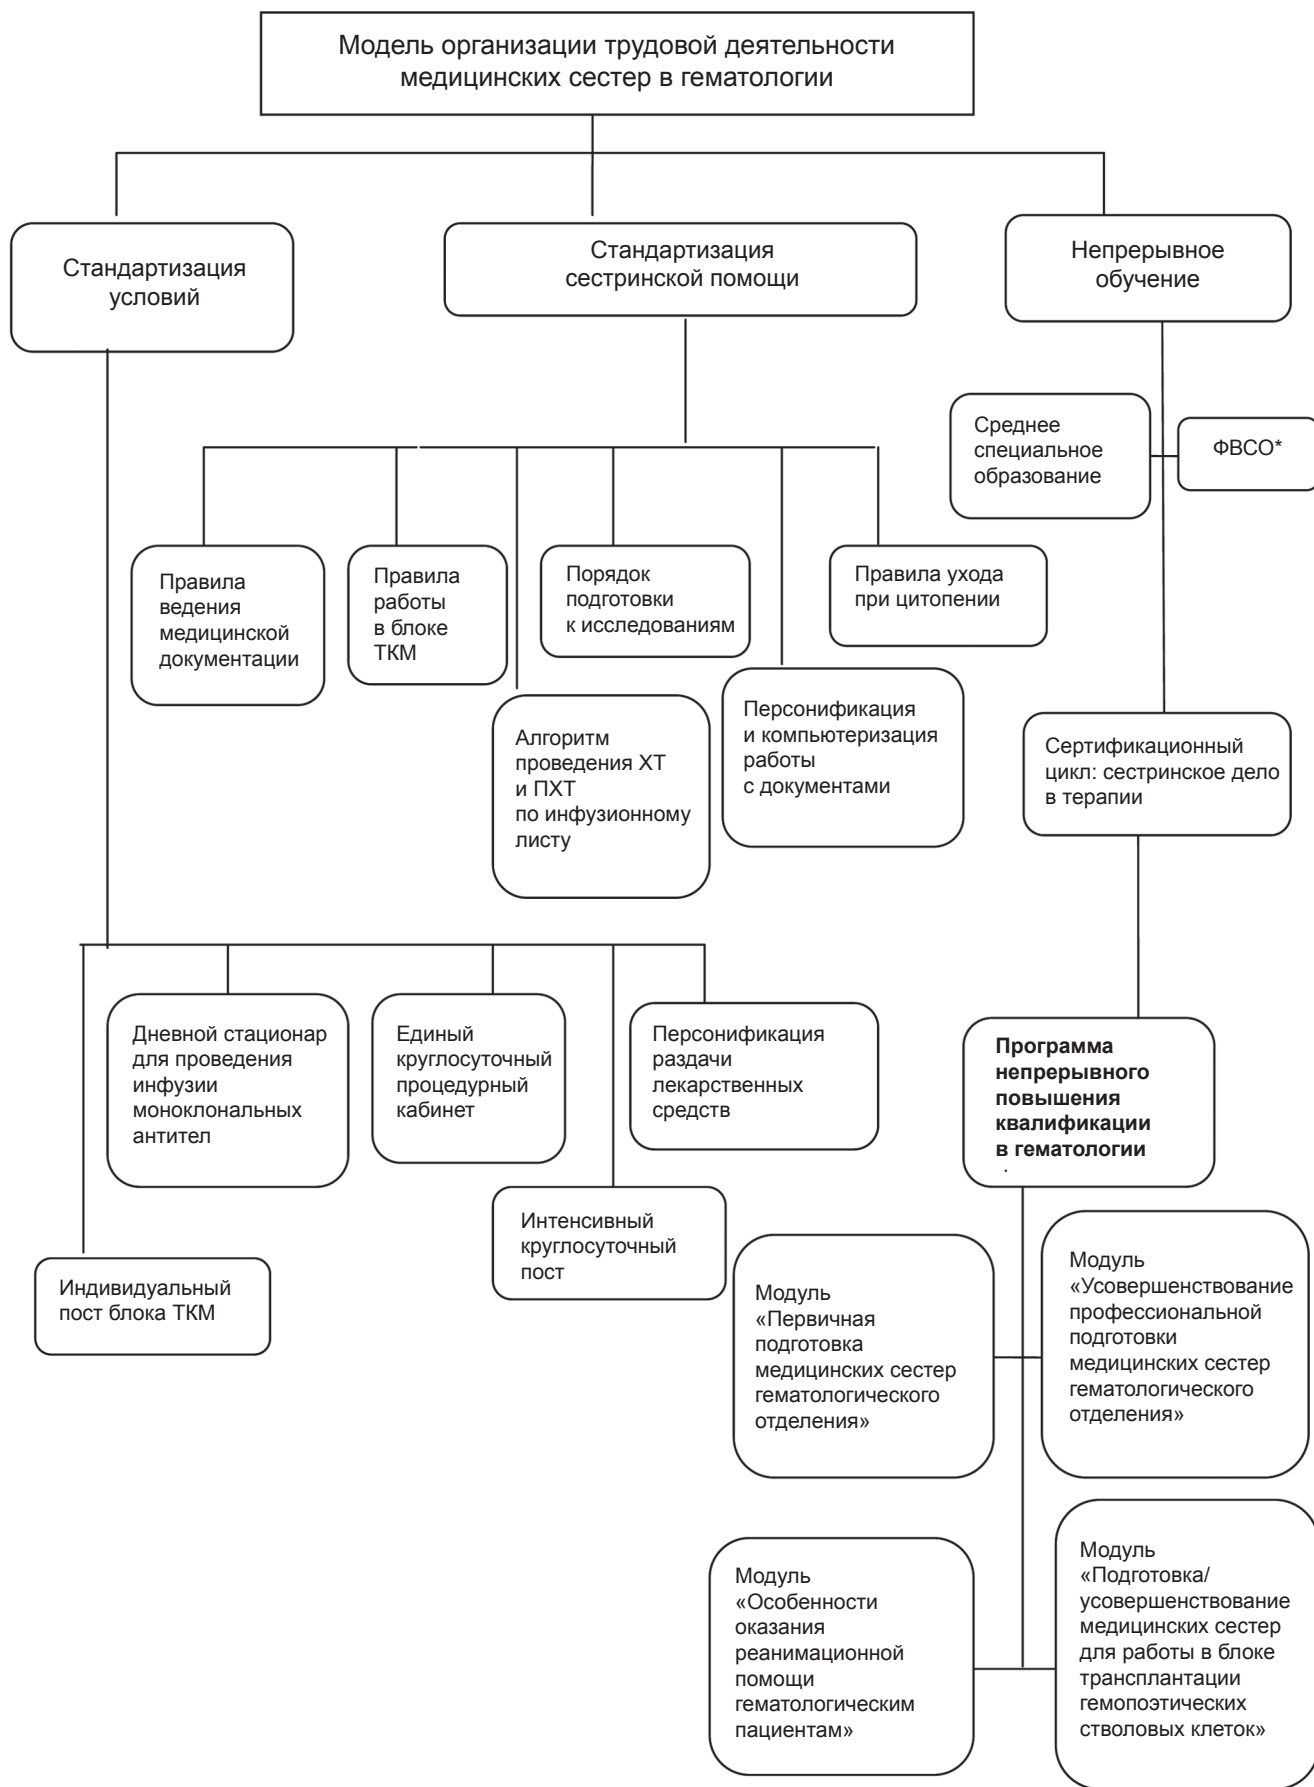 Модель организации трудовой деятельности
медицинских сестер в гематологии
Стандартизация
условий
Стандартизация
сестринской помощи
Непрерывное
обучение
Среднее
специальное
образование
ФВСО*
Правила
ведения
медицинской
документации
Правила
работы
в блоке
ТКМ
Порядок
подготовки
к исследованиям
Правила ухода
при цитопении
Алгоритм
проведения ХТ
и ПХТ
по инфузионному
листу
Персонификация
и компьютеризация
работы
с документами
Сертификационный
цикл: сестринское дело
в терапии
Дневной стационар
для проведения
инфузии
моноклональных
антител
Единый
круглосуточный
процедурный
кабинет
Персонификация
раздачи
лекарственных
средств
Программа
непрерывного
повышения
квалификации
в гематологии
.
Индивидуальный
пост блока ТКМ
Интенсивный
круглосуточный
пост
Модуль
«Первичная
подготовка
медицинских сестер
гематологического
отделения»
Модуль
«Усовершенствование
профессиональной
подготовки
медицинских сестер
гематологического
отделения»
Модуль
«Особенности
оказания
реанимационной
помощи
гематологическим
пациентам»
Модуль
«Подготовка/
усовершенствование
медицинских сестер
для работы в блоке
трансплантации
гемопоэтических
стволовых клеток»